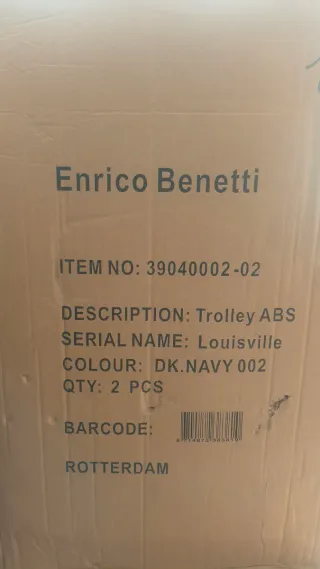 Enrico Benetti
ITEM NO: 39040002-02
DESCRIPTION: Trolley ABS
SERIAL NAME: Louisville
COLOUR: DK.NAVY 002
QTY: 2 PCS
BARCODE:
ROTTERDAM